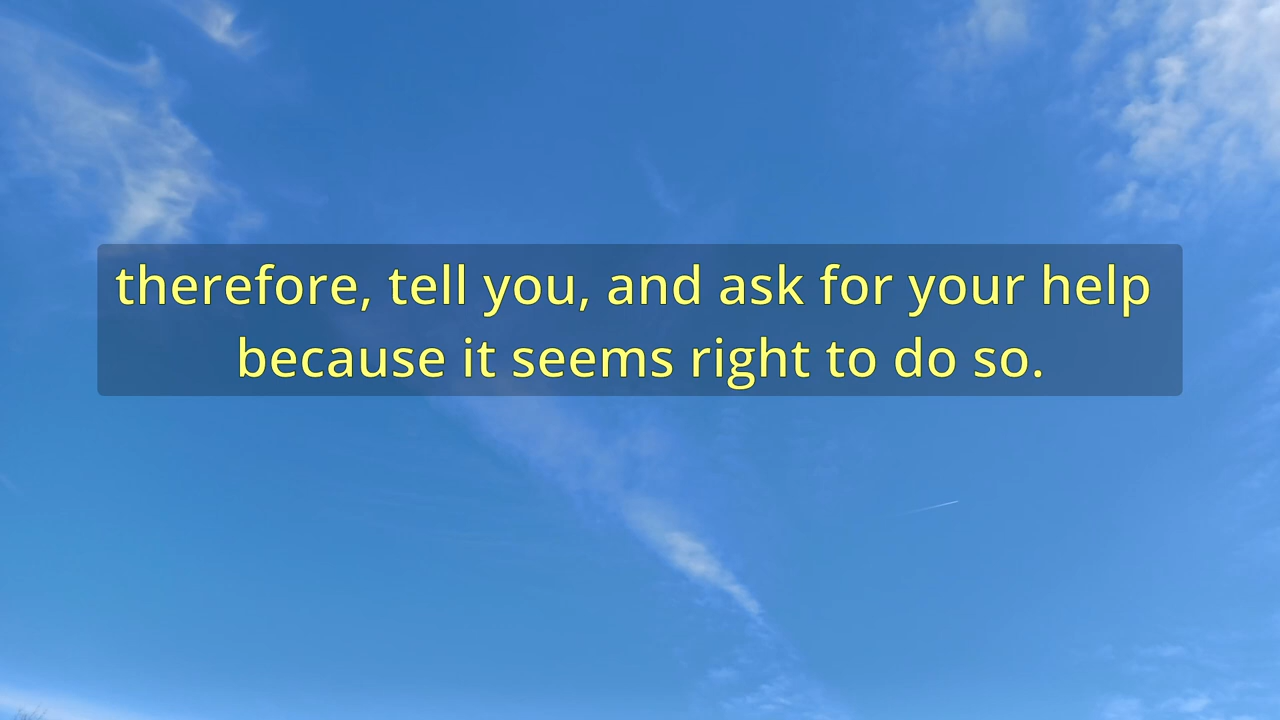 therefore, tell you, and ask for your help
because it seems right to do so.